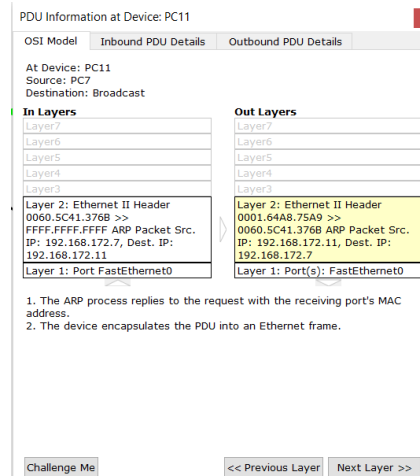 PDU Information at Device: PC11
OSI Model Inbound PDU Details Outbound PDU Details
At Device: PC11
Source: PC7
Destination: Broadcast
In Layers
Layer7
Layer6
Layer5
Layer4
Layer3
Layer 2: Ethernet II Header
0060.5C41.376B >>
FFFF.FFFF.FFFF ARP Packet Src.
IP: 192.168.172.7, Dest. IP:
192.168.172.11
Layer 1: Port FastEthernet0
Out Layers
Layer7
Layer6
Layer5
Layer4
Layer3
Layer 2: Ethernet II Header
0001.64A8.75A9 >>
0060.5C41.376B ARP Packet Src.
IP: 192.168.172.11, Dest. IP:
192.168.172.7
Layer 1: Port(s): FastEthernet0
1. The ARP process replies to the request with the receiving port's MAC
address.
2. The device encapsulates the PDU into an Ethernet frame.
Challenge Me << Previous Layer Next Layer >>